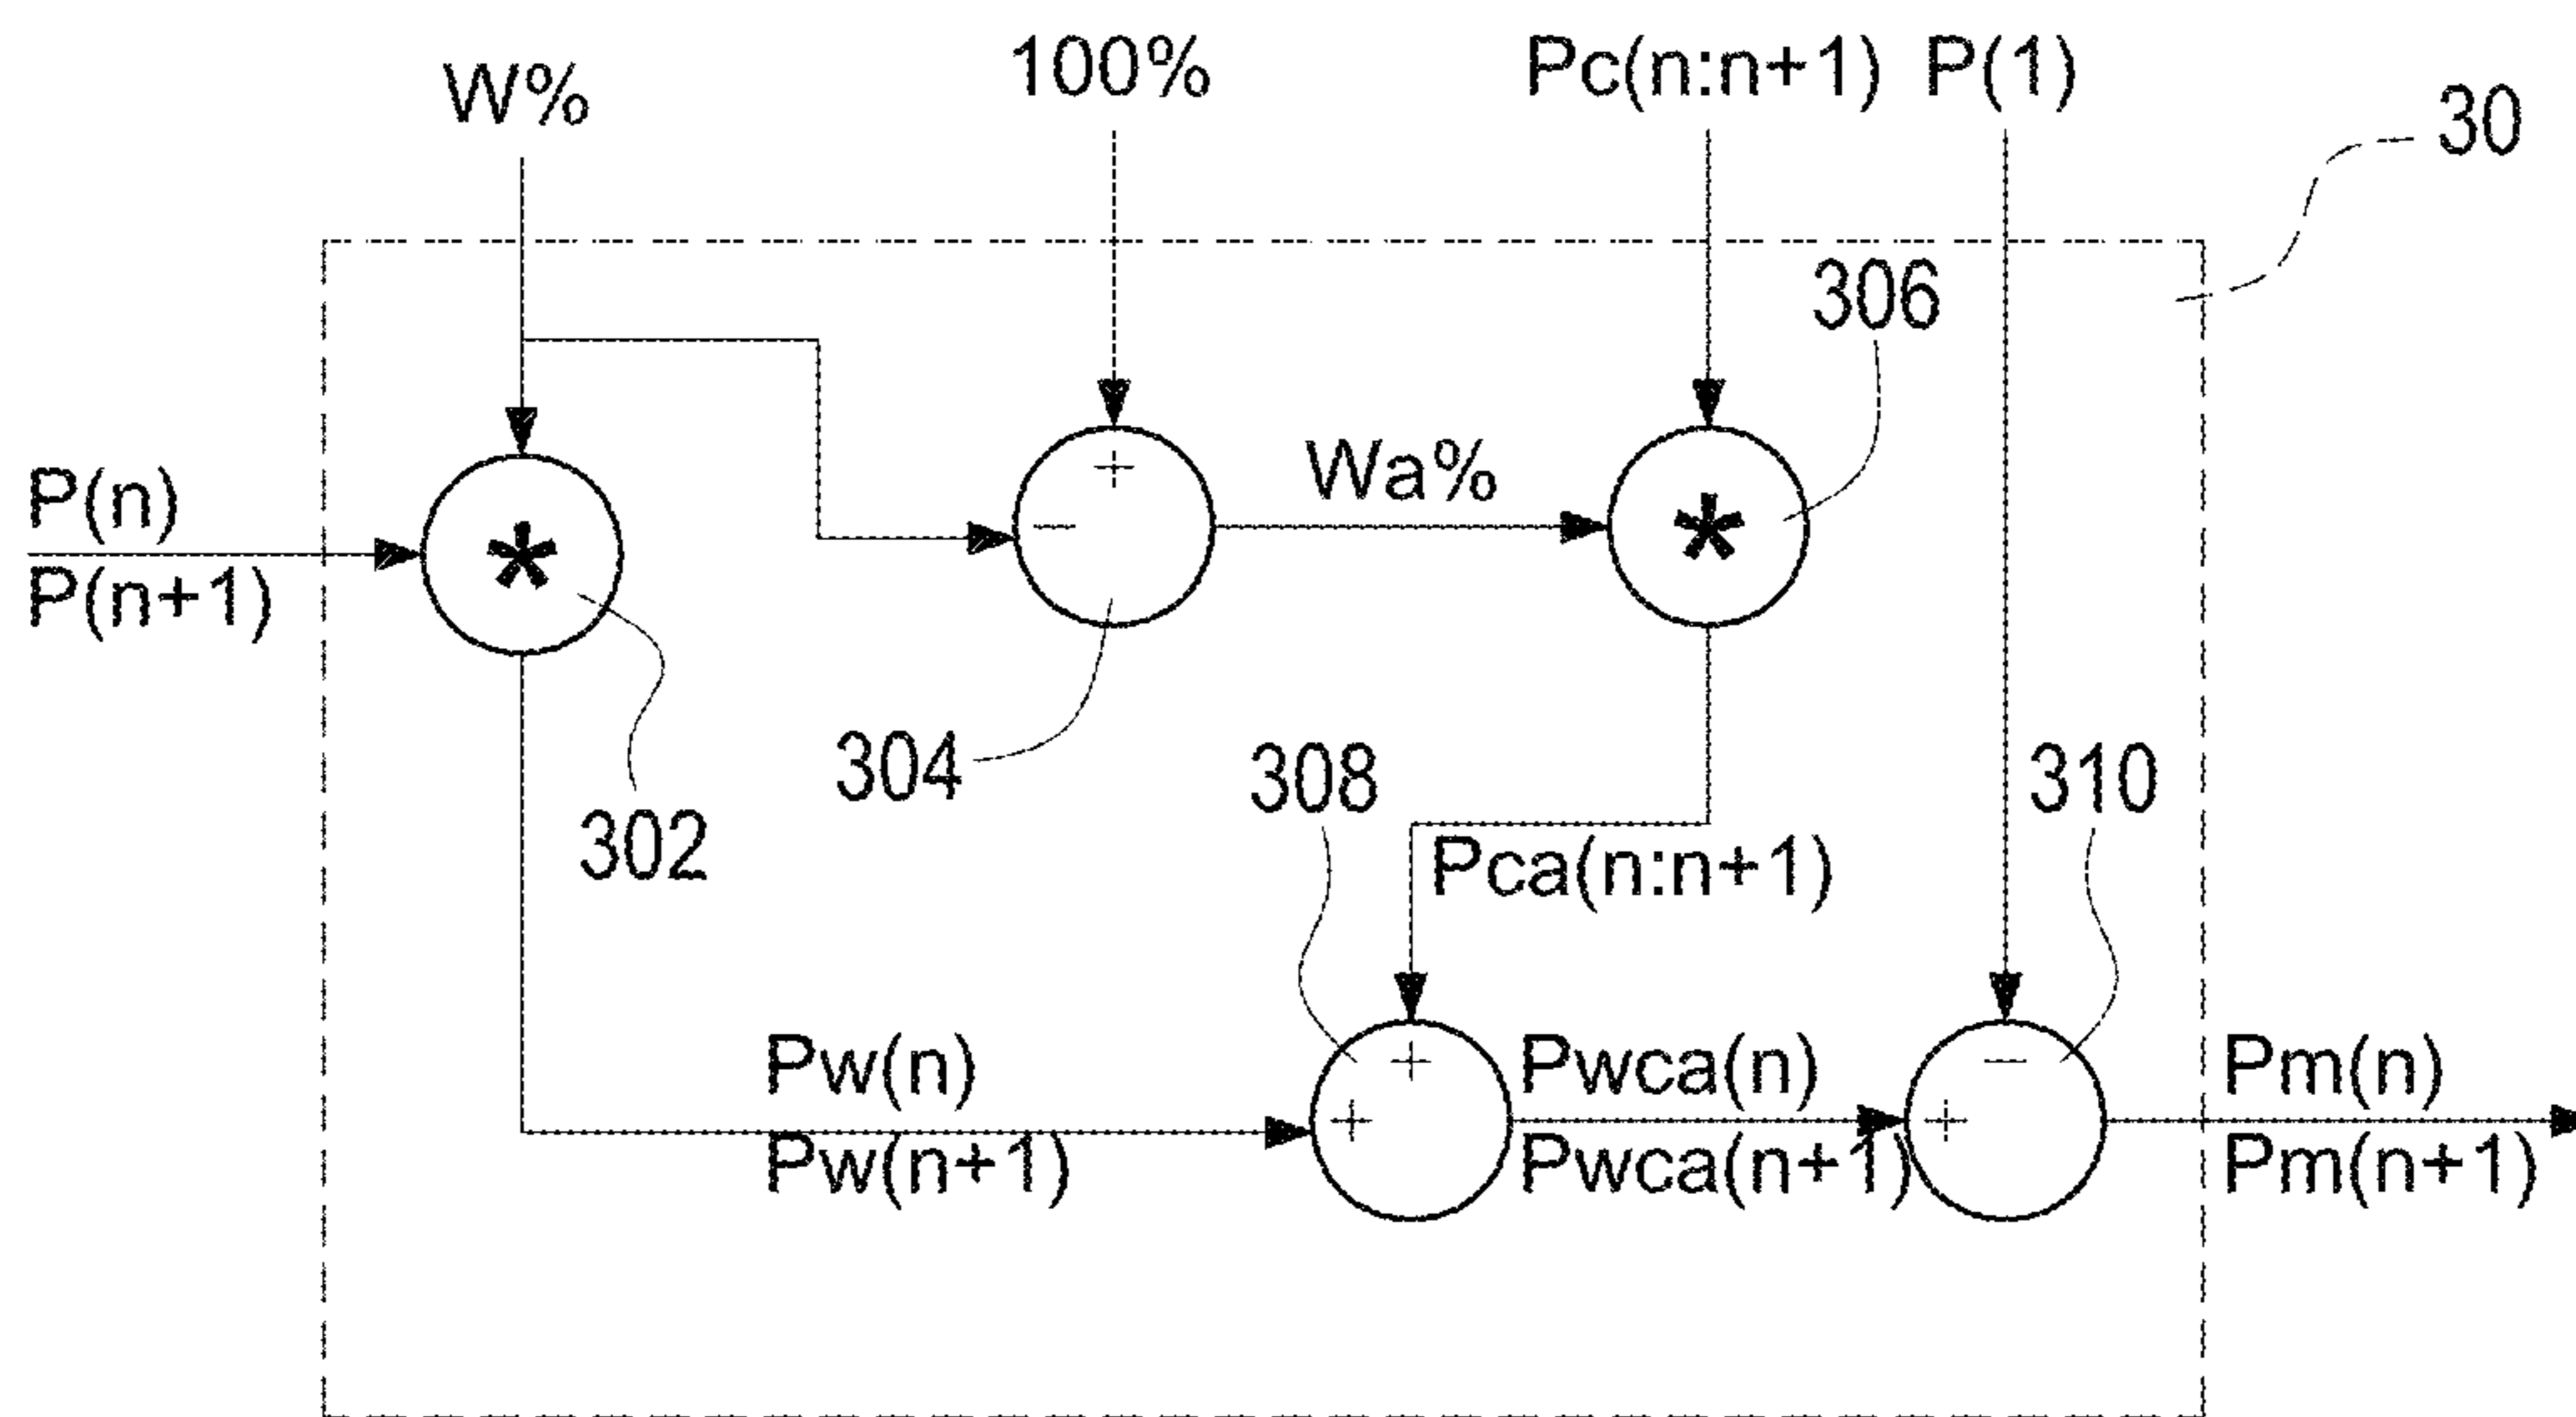 W%
100%
Pc(n:n+1)
P(1)
30
306
+
P(n)
P(n+1)
*
−
Wa%
*
304
302
308
310
Pca(n:n+1)
Pw(n)
Pw(n+1)
+
+
Pwca(n)
Pwca(n+1)
−
+
Pm(n)
Pm(n+1)